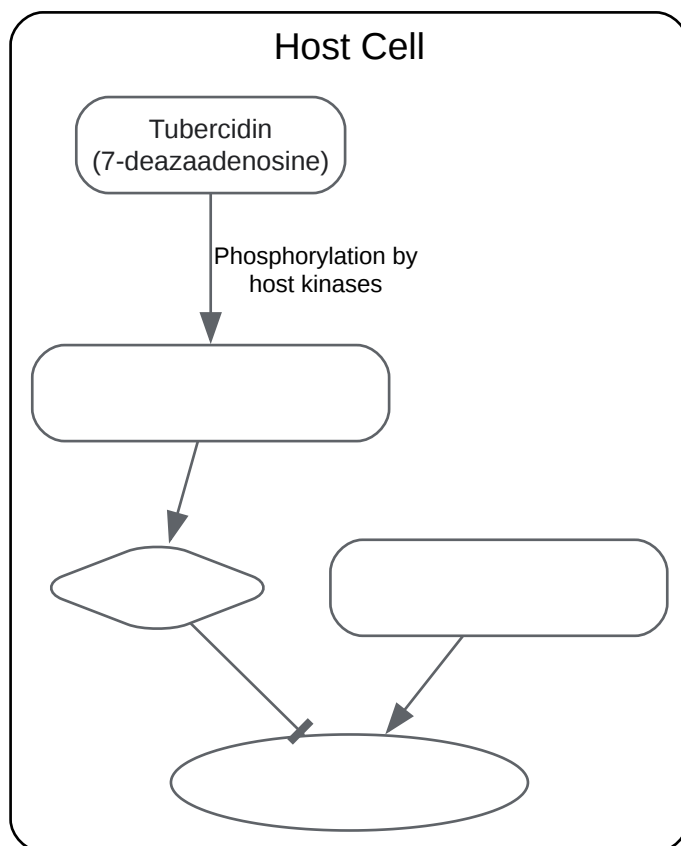 Host Cell
Tubercidin
(7-deazaadenosine)
Phosphorylation by
host kinases